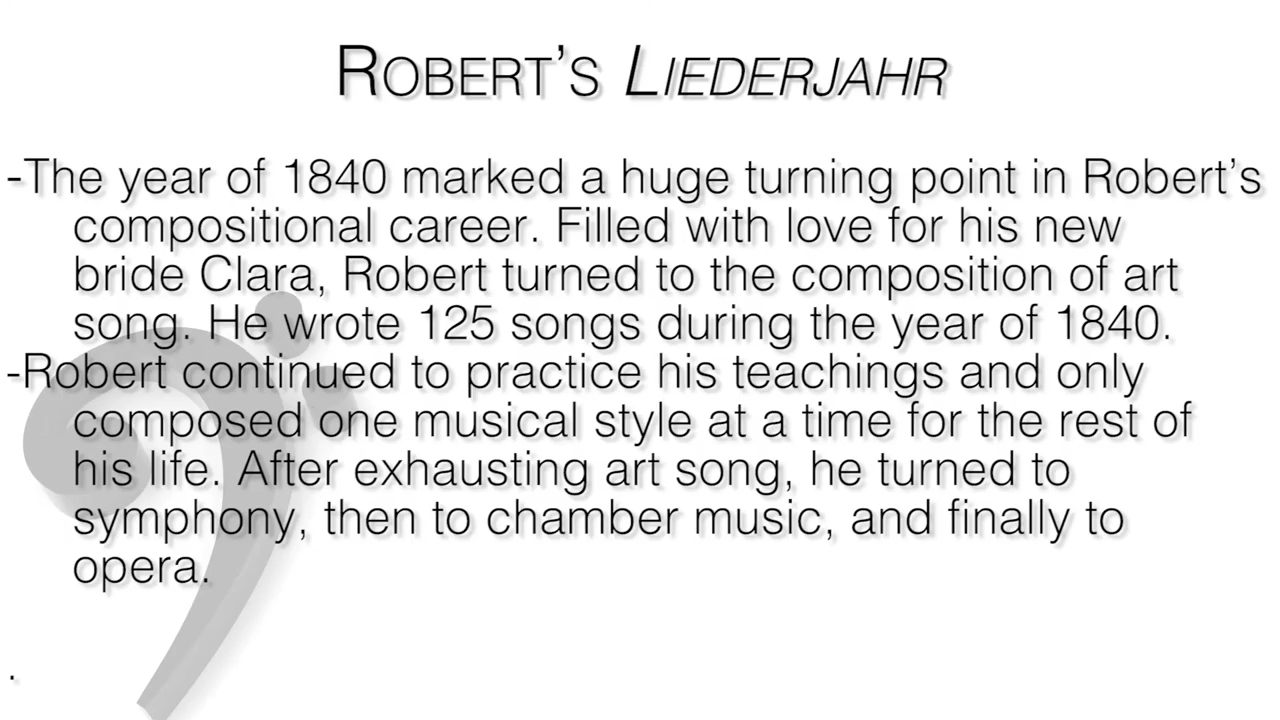 ROBERT'S LIEDERJAHR
-The year of 1840 marked a huge turning point in Robert's
compositional career. Filled with love for his new
bride Clara, Robert turned to the composition of art
song. He wrote 125 songs during the year of 1840.
-Robert continued to practice his teachings and only
composed one musical style at a time for the rest of
his life. After exhausting art song, he turned to
symphony, then to chamber music, and finally to
opera.
.